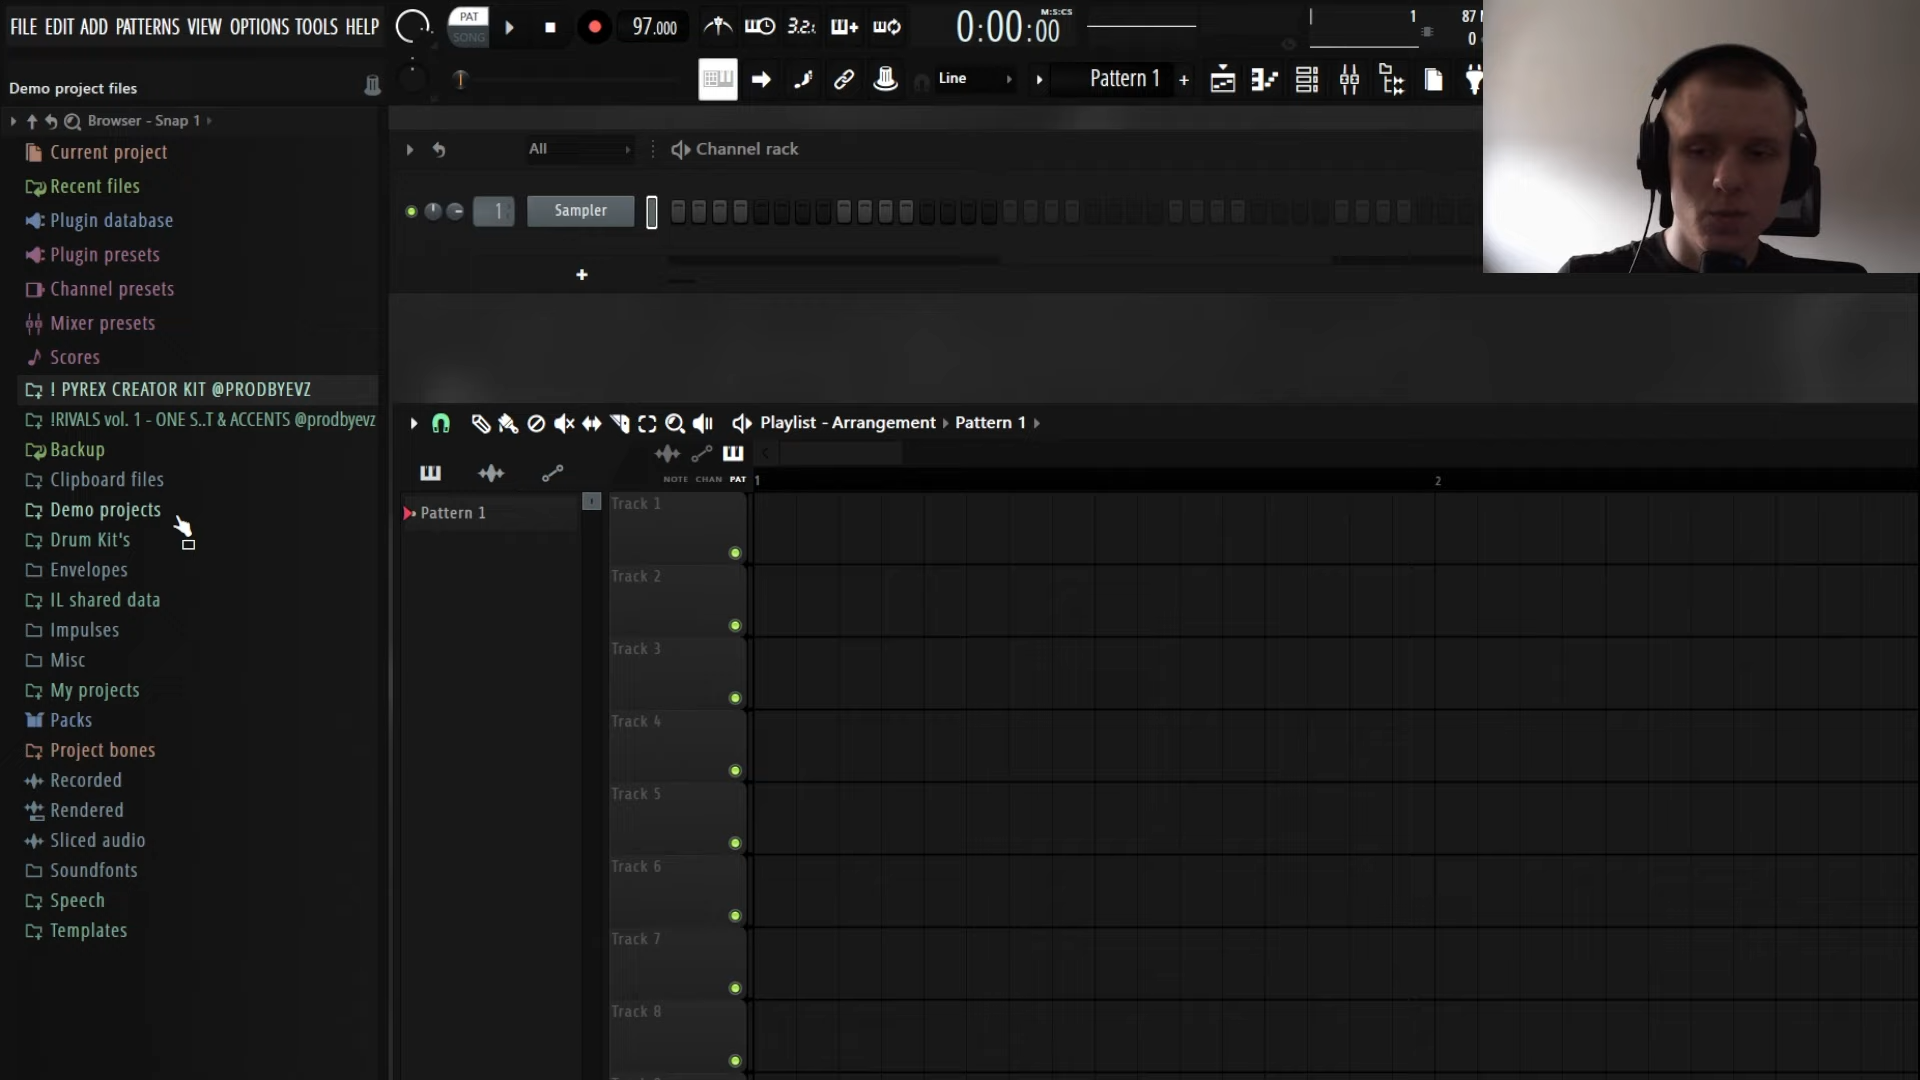 FILE EDIT ADD PATTERNS VIEW OPTIONS TOOLS HELP
PAT
SONG
97.000
3.2:
0:00:00
M:S:CS
1
87
0
Demo project files
Line
Pattern 1 +
Browser - Snap 1
Current project
Recent files
Plugin database
Plugin presets
Channel presets
Mixer presets
Scores
! PYREX CREATOR KIT @PRODBYEVZ
!RIVALS vol. 1 - ONE S..T & ACCENTS @prodbyevz
Backup
Clipboard files
Demo projects
Drum Kit's
Envelopes
IL shared data
Impulses
Misc
My projects
Packs
Project bones
Recorded
Rendered
Sliced audio
Soundfonts
Speech
Templates
All
Channel rack
1
Sampler
+
Playlist - Arrangement
Pattern 1
NOTE CHAN PAT
1
2
Pattern 1
Track 1
Track 2
Track 3
Track 4
Track 5
Track 6
Track 7
Track 8